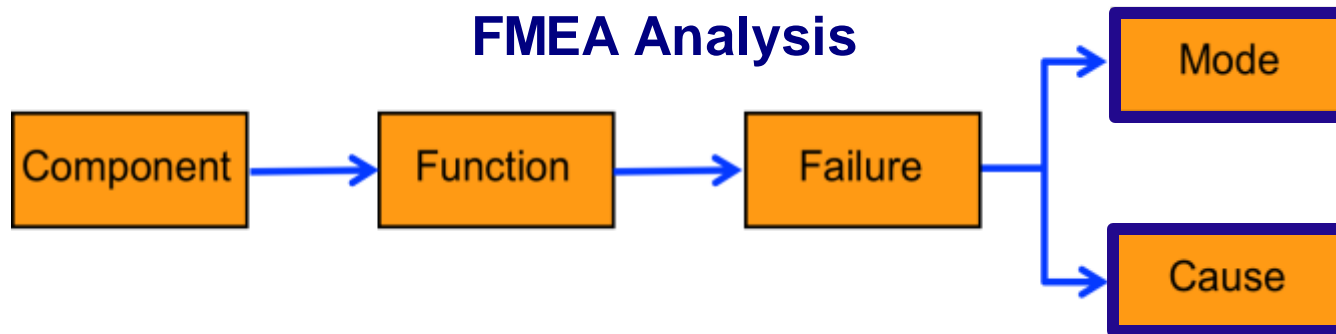 FMEA Analysis
Mode
Component
Function
Failure
Cause